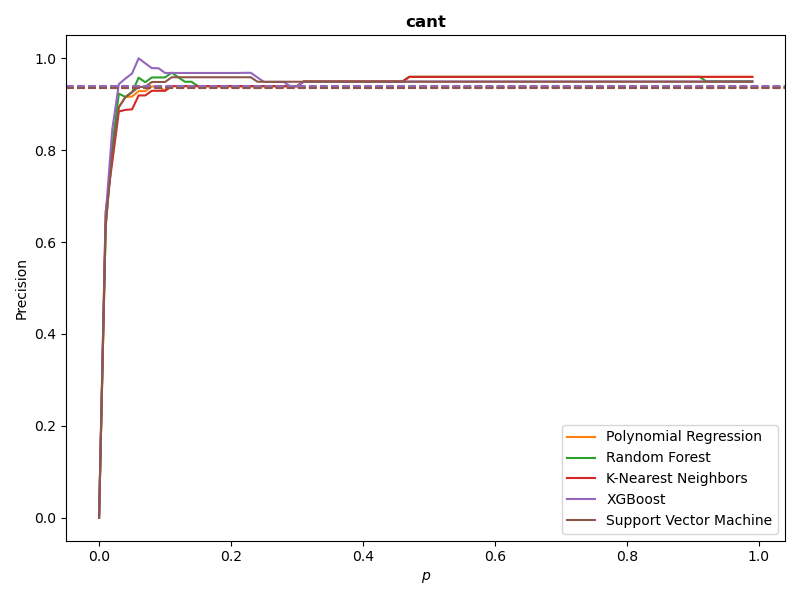 cant
1.0
0.8
0.6
0.4
0.2
0.0
Precision
0.0
0.2
0.4
0.6
0.8
1.0
p
Polynomial Regression
Random Forest
K-Nearest Neighbors
XGBoost
Support Vector Machine